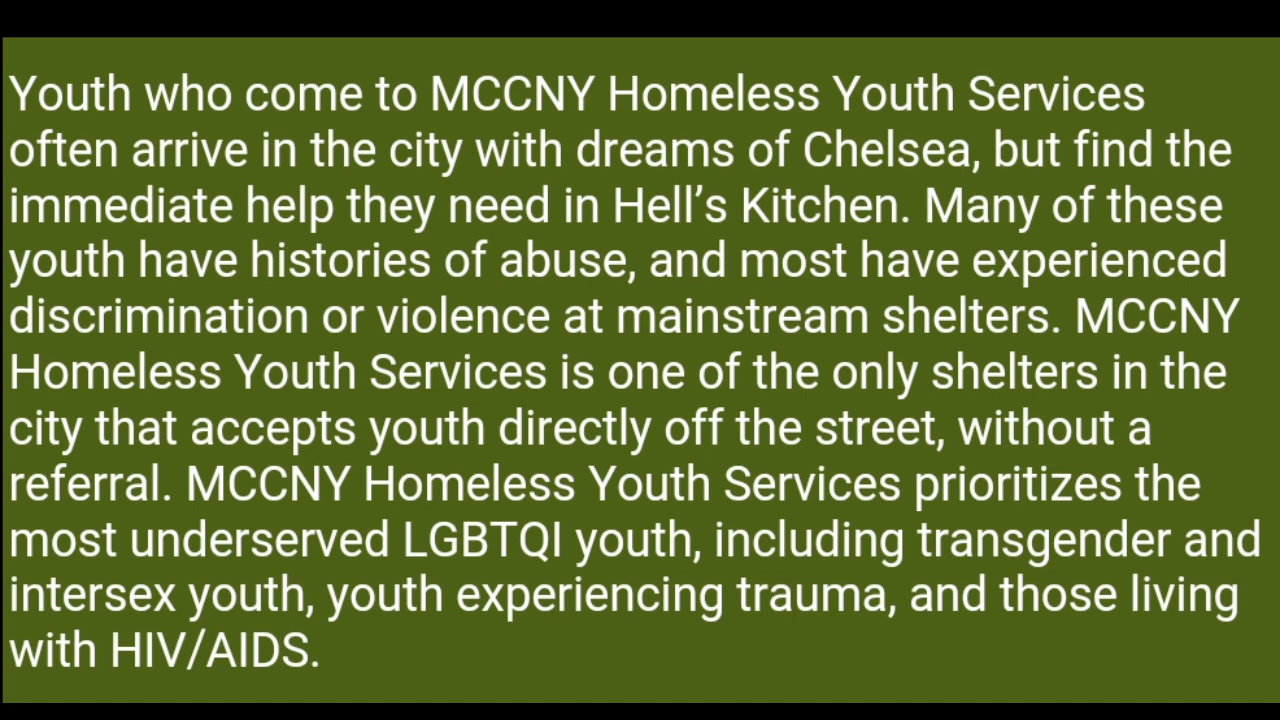 Youth who come to MCCNY Homeless Youth Services
often arrive in the city with dreams of Chelsea, but find the
immediate help they need in Hell’s Kitchen. Many of these
youth have histories of abuse, and most have experienced
discrimination or violence at mainstream shelters. MCCNY
Homeless Youth Services is one of the only shelters in the
city that accepts youth directly off the street, without a
referral. MCCNY Homeless Youth Services prioritizes the
most underserved LGBTQI youth, including transgender and
intersex youth, youth experiencing trauma, and those living
with HIV/AIDS.